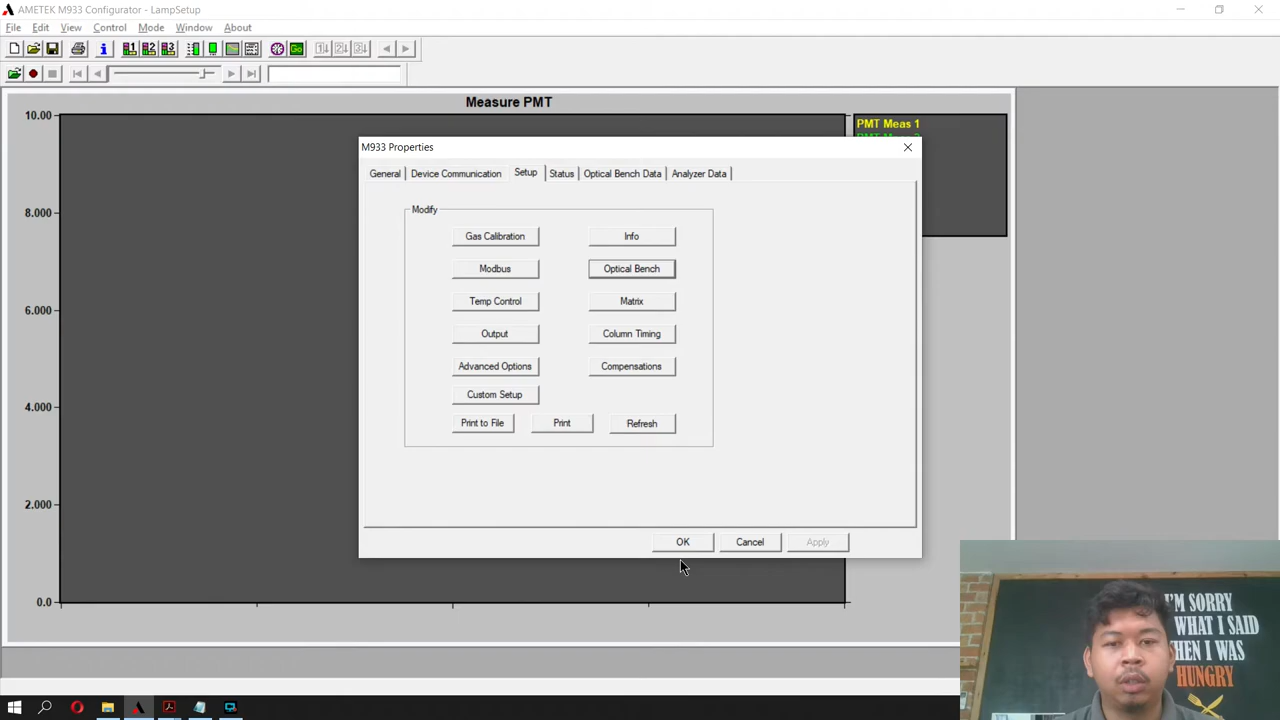 AMETEK M933 Configurator - LampSetup
File Edit View Control Mode Window About
Measure PMT
10.00
8.000
6.000
4.000
2.000
0.0
PMT Meas 1
M933 Properties
General Device Communication Setup Status Optical Bench Data Analyzer Data
Modify
Gas Calibration Info
Modbus Optical Bench
Temp Control Matrix
Output Column Timing
Advanced Options Compensations
Custom Setup
Print to File Print Refresh
OK Cancel Apply
I'M SORRY
WHAT I SAID
WHEN I WAS
HUNGRY